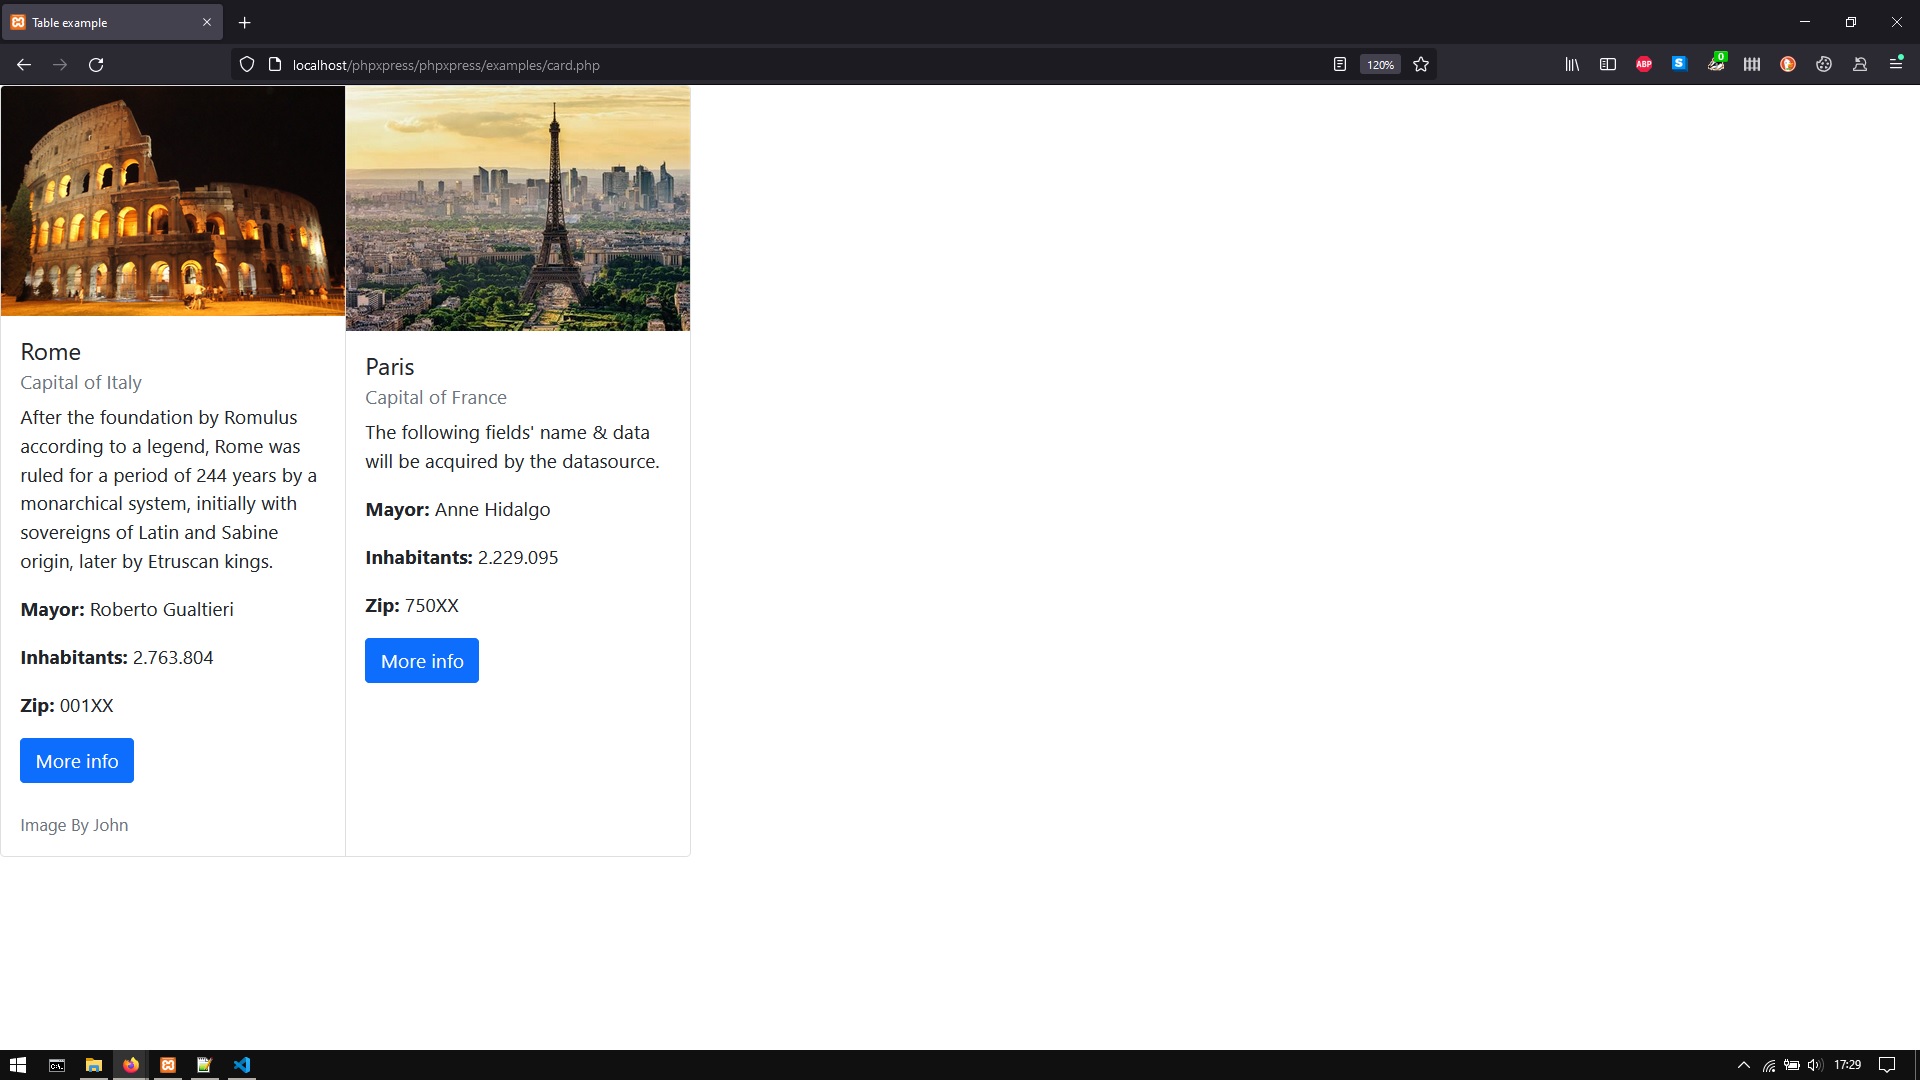 Table example
localhost/phpxpress/phpxpress/examples/card.php
120%
ABP
S
0
Rome
Capital of Italy
After the foundation by Romulus
according to a legend, Rome was
ruled for a period of 244 years by a
monarchical system, initially with
sovereigns of Latin and Sabine
origin, later by Etruscan kings.
Mayor: Roberto Gualtieri
Inhabitants: 2.763.804
Zip: 001XX
More info
Image By John
Paris
Capital of France
The following fields' name & data
will be acquired by the datasource.
Mayor: Anne Hidalgo
Inhabitants: 2.229.095
Zip: 750XX
More info
17:29